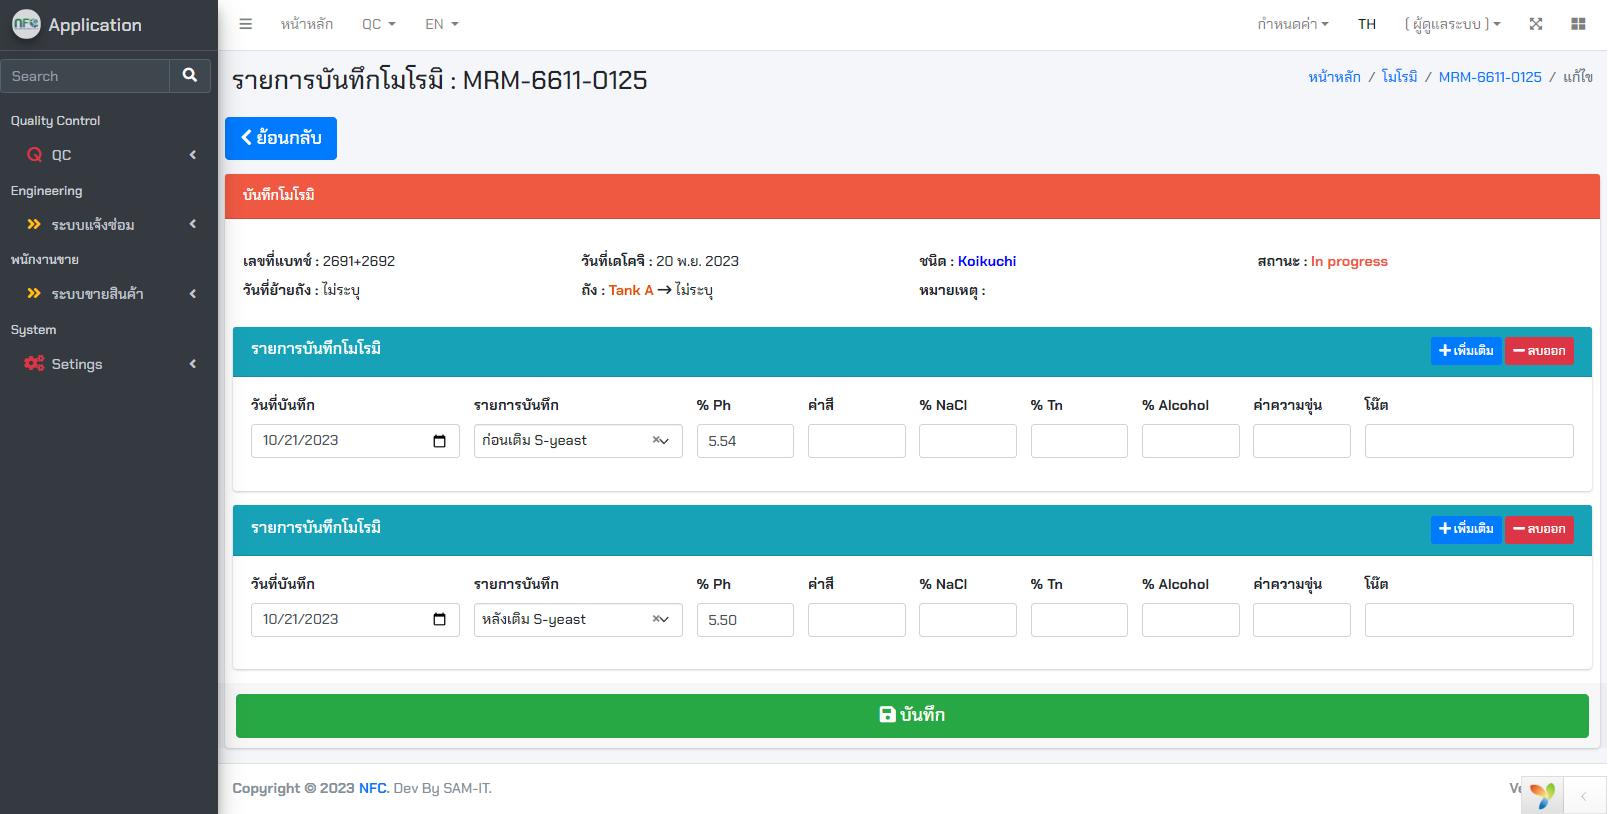 NFC Application
หน้าหลัก QC EN กำหนดค่า TH ( ผู้ดูแลระบบ )
Search
รายการบันทึกโมโรมิ : MRM-6611-0125
หน้าหลัก / โมโรมิ / MRM-6611-0125 / แก้ไข
Quality Control
QC
Engineering
ระบบแจ้งซ่อม
พนักงานขาย
ระบบขายสินค้า
System
Setings
ย้อนกลับ
บันทึกโมโรมิ
เลขที่แบทช์ : 2691+2692 วันที่เดโคจิ : 20 พ.ย. 2023 ชนิด : Koikuchi สถานะ : In progress
วันที่ย้ายถัง : ไม่ระบุ ถัง : Tank A → ไม่ระบุ หมายเหตุ :
รายการบันทึกโมโรมิ เพิ่มเติม ลบออก
วันที่บันทึก รายการบันทึก % Ph ค่าสี % NaCl % Tn % Alcohol ค่าความขุ่น โน๊ต
10/21/2023 ก่อนเติม S-yeast 5.54
รายการบันทึกโมโรมิ เพิ่มเติม ลบออก
วันที่บันทึก รายการบันทึก % Ph ค่าสี % NaCl % Tn % Alcohol ค่าความขุ่น โน๊ต
10/21/2023 หลังเติม S-yeast 5.50
บันทึก
Copyright © 2023 NFC. Dev By SAM-IT.